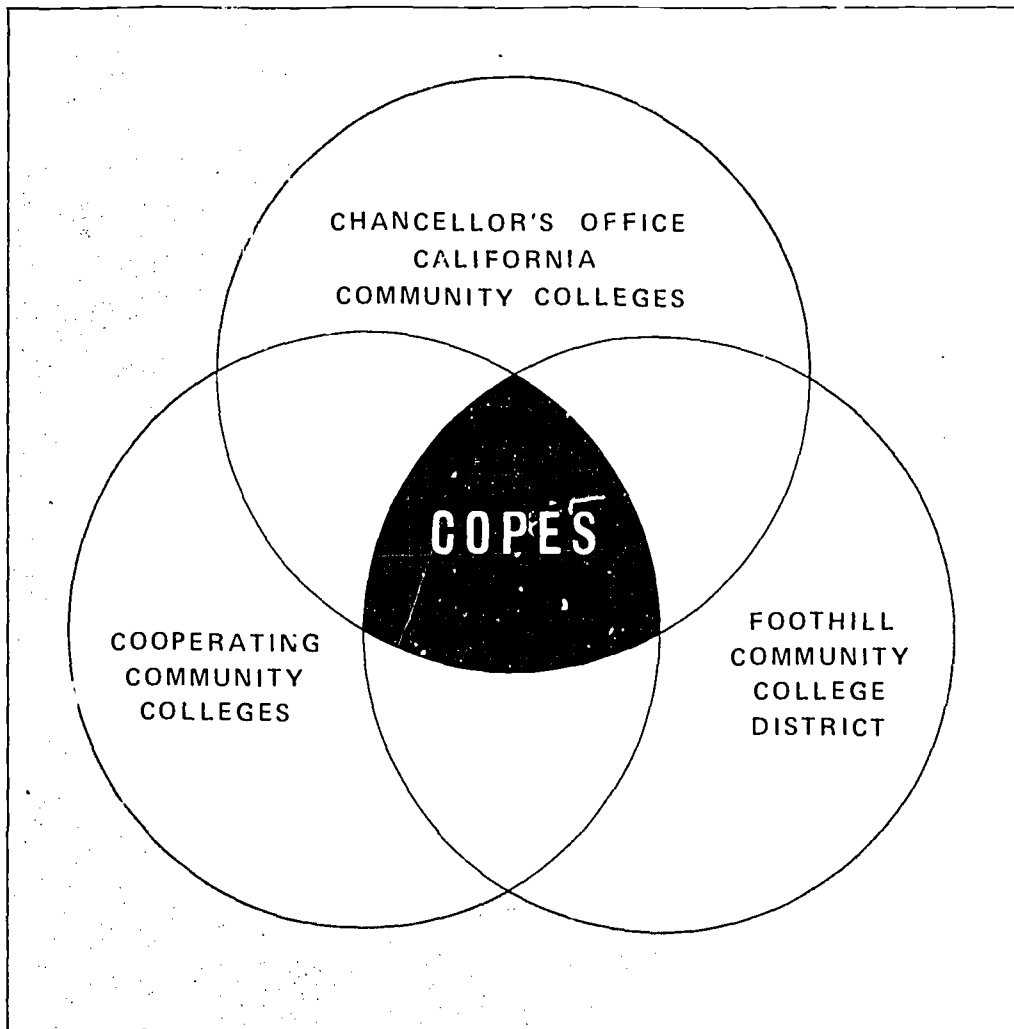 CHANCELLOR'S OFFICE
CALIFORNIA
COMMUNITY COLLEGES
COPES
COOPERATING
COMMUNITY
COLLEGES
FOOTHILL
COMMUNITY
COLLEGE
DISTRICT